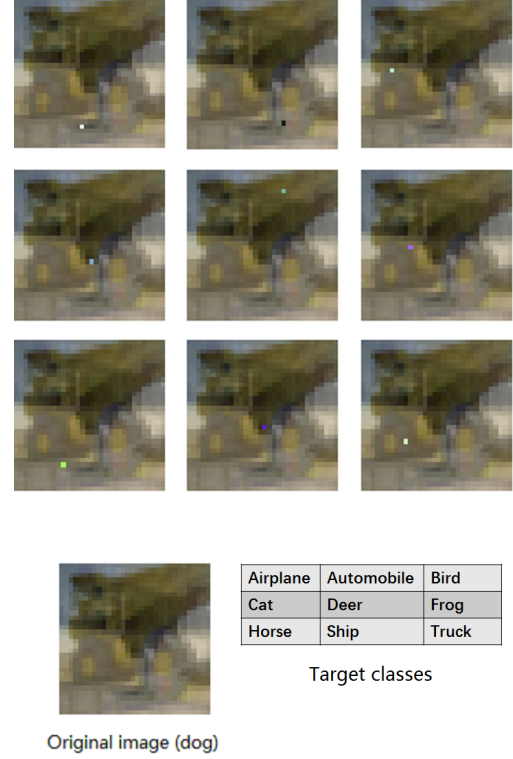 Airplane Automobile Bird
Cat Deer Frog
Horse Ship Truck
Target classes
Original image (dog)